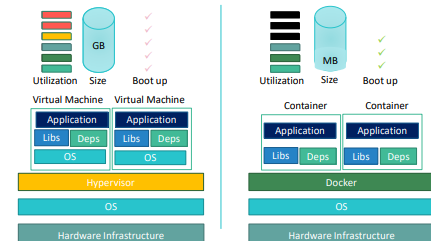 GB
Utilization Size Boot up
Virtual Machine Virtual Machine
Application Application
Libs Deps Libs Deps
OS OS
Hypervisor
OS
Hardware Infrastructure
MB
Utilization Size Boot up
Container Container
Application Application
Libs Deps Libs Deps
Docker
OS
Hardware Infrastructure